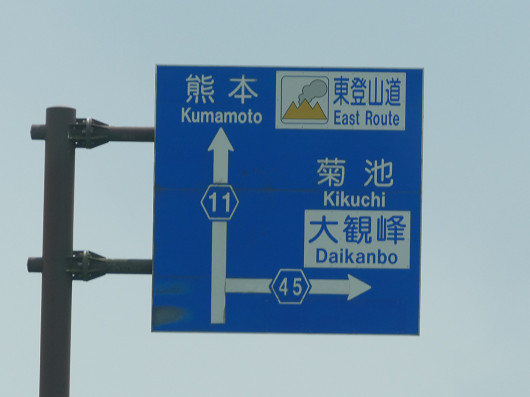 熊本
Kumamoto
東登山道
East Route
菊池
Kikuchi
大観峰
Daikanbo
11
45